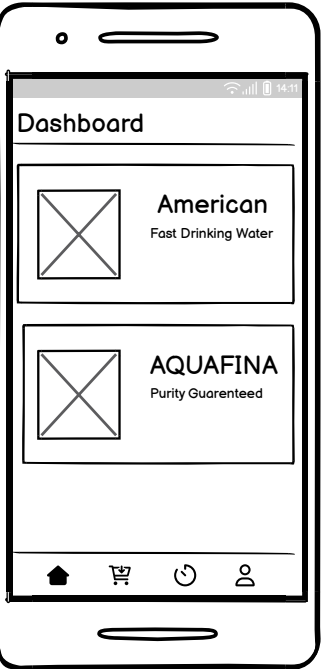 14:11
Dashboard
American
Fast Drinking Water
AQUAFINA
Purity Guarenteed